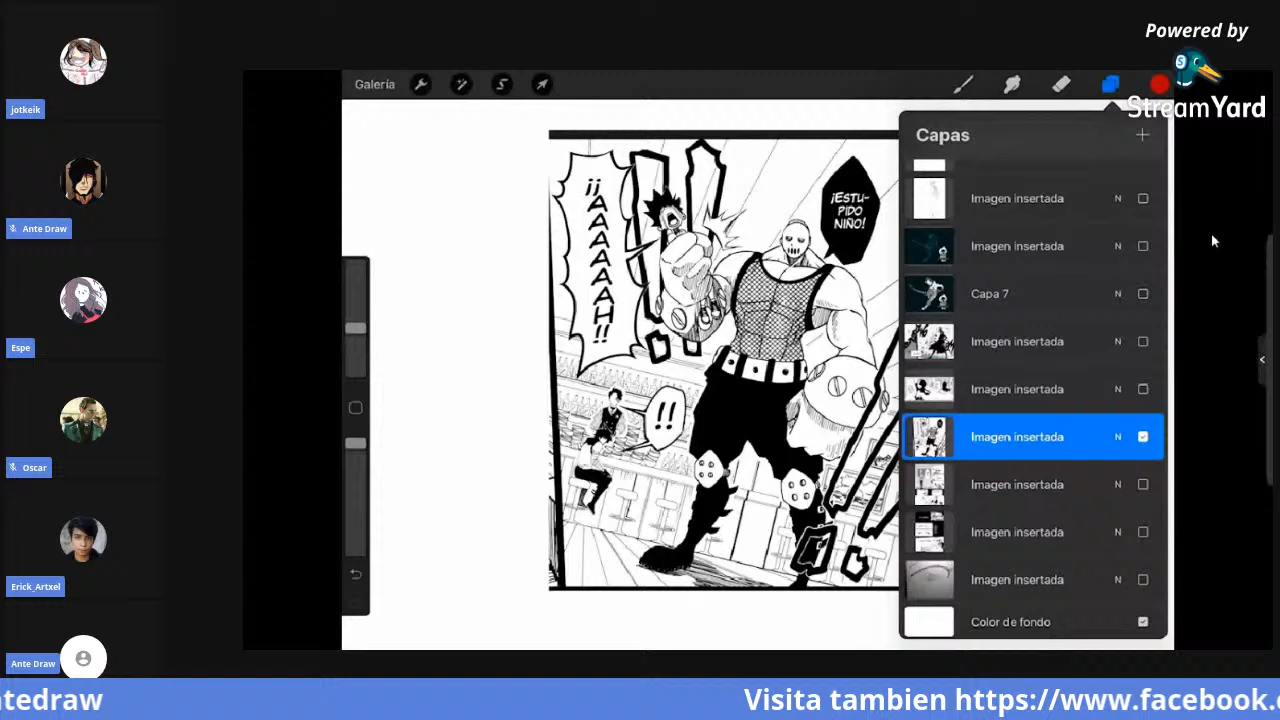 Powered by
StreamYard
jotkeik
Ante Draw
Espe
Oscar
Erick_Artxel
Ante Draw
Galería
Capas
Imagen insertada N
Imagen insertada N
Capa 7 N
Imagen insertada N
Imagen insertada N
Imagen insertada N
Imagen insertada N
Imagen insertada N
Imagen insertada N
Color de fondo
¡¡AAAAAAH!!
¡ESTU-
PIDO
NIÑO!
!!
tedraw
Visita tambien https://www.facebook.